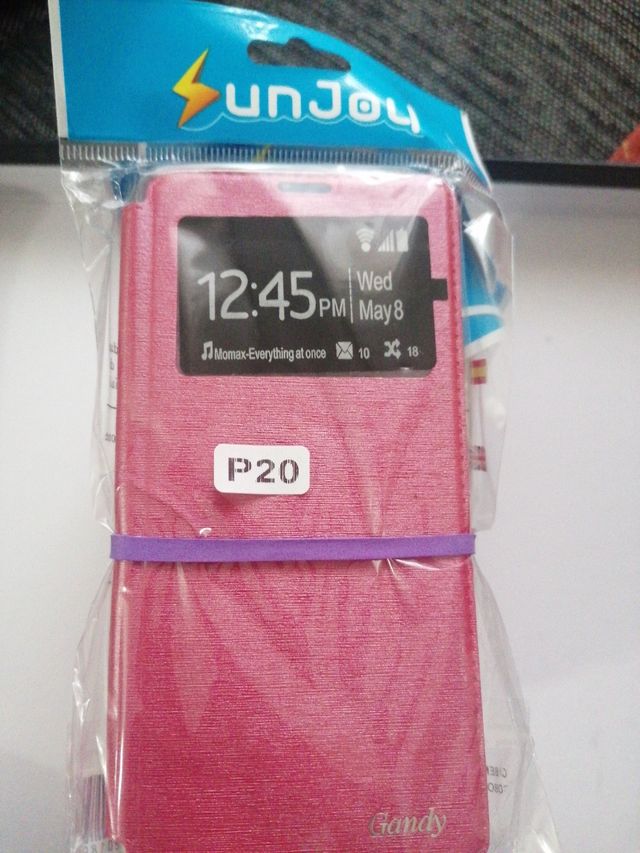 SunJoy
12:45PM
Wed
May 8
Momax-Everything at once 10 18
P20
Gandy